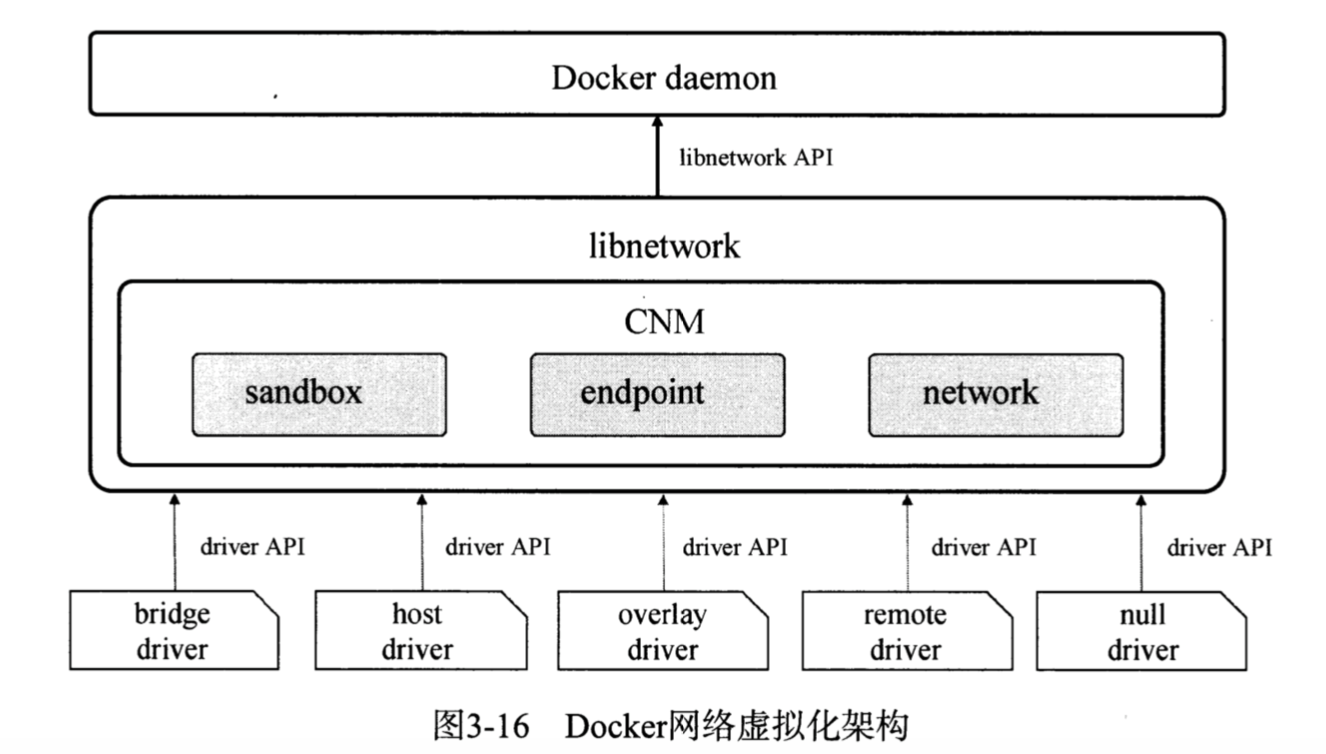 Docker daemon
libnetwork API
libnetwork
CNM
sandbox
endpoint
network
driver API
driver API
driver API
driver API
driver API
bridge
driver
host
driver
overlay
driver
remote
driver
null
driver
图3-16 Docker网络虚拟化架构